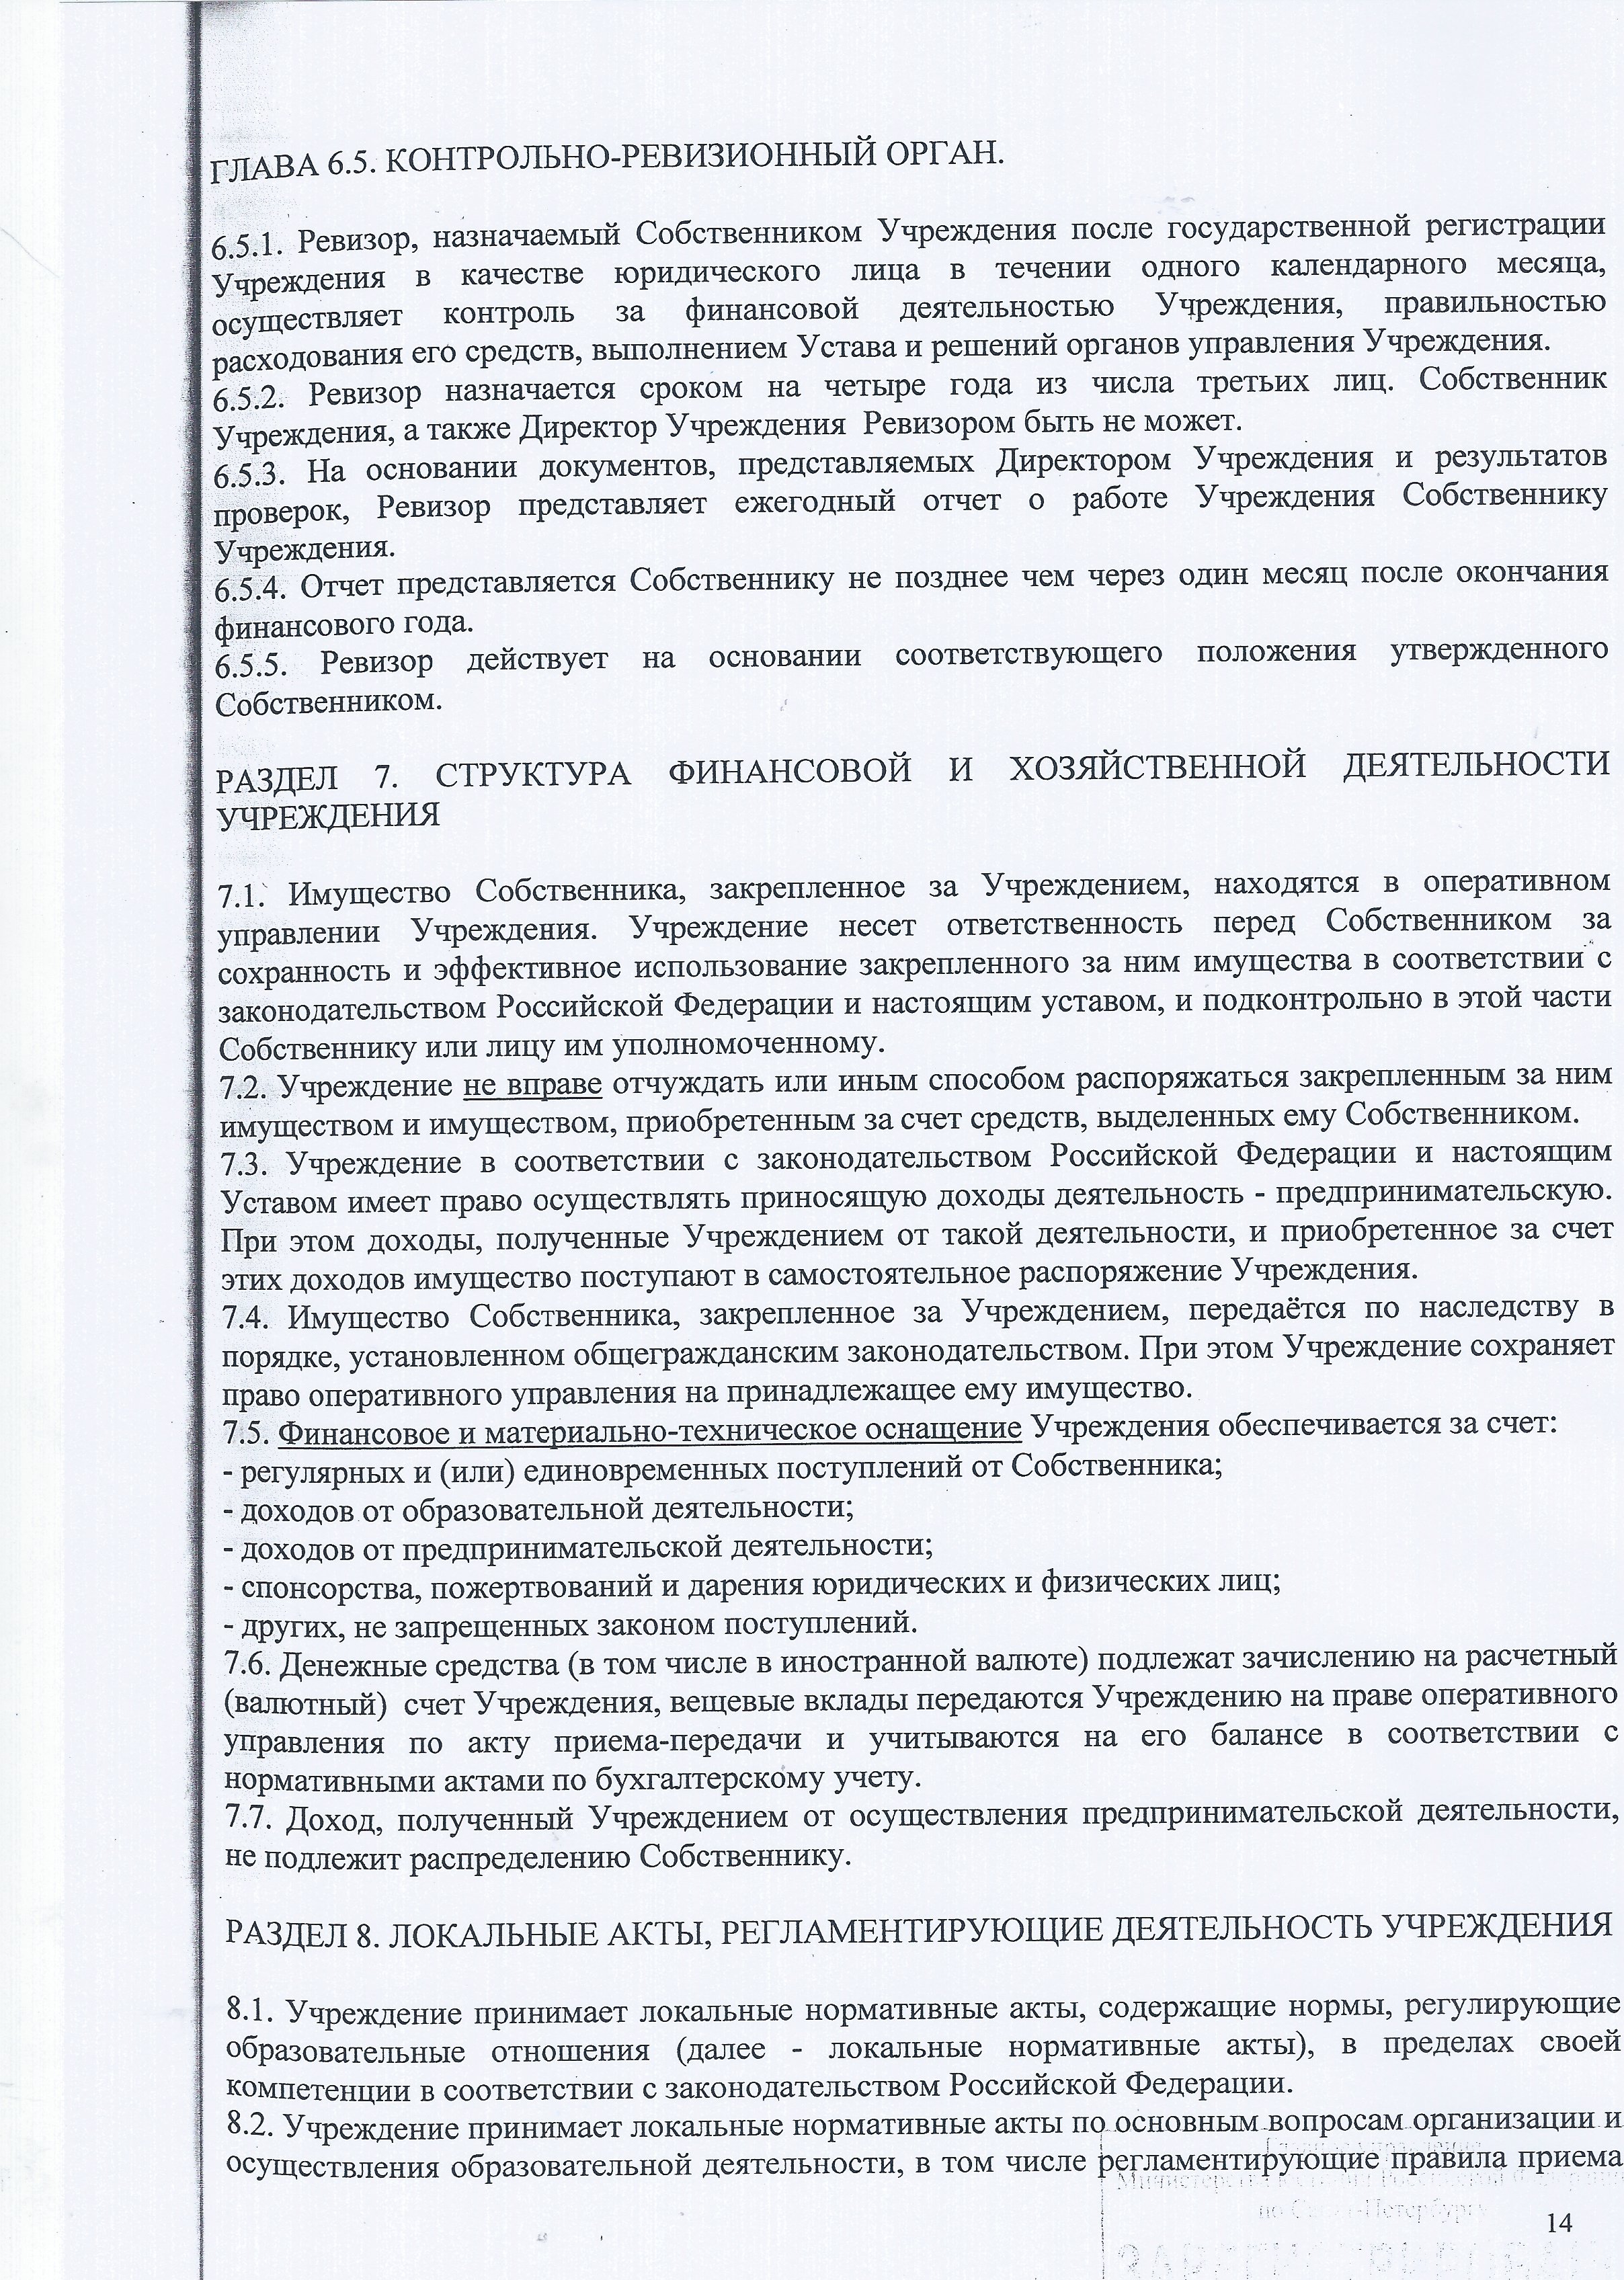 ГЛАВА 6.5. КОНТРОЛЬНО-РЕВИЗИОННЫЙ ОРГАН.
6.5.1. Ревизор, назначаемый Собственником Учреждения после государственной регистрации
Учреждения в качестве юридического лица в течении одного календарного месяца,
осуществляет контроль за финансовой деятельностью Учреждения, правильностью
расходования его средств, выполнением Устава и решений органов управления Учреждения.
6.5.2. Ревизор назначается сроком на четыре года из числа третьих лиц. Собственник
Учреждения, а также Директор Учреждения Ревизором быть не может.
6.5.3. На основании документов, представляемых Директором Учреждения и результатов
проверок, Ревизор представляет ежегодный отчет о работе Учреждения Собственнику
Учреждения.
6.5.4. Отчет представляется Собственнику не позднее чем через один месяц после окончания
финансового года.
6.5.5. Ревизор действует на основании соответствующего положения утвержденного
Собственником.
РАЗДЕЛ 7. СТРУКТУРА ФИНАНСОВОЙ И ХОЗЯЙСТВЕННОЙ ДЕЯТЕЛЬНОСТИ
УЧРЕЖДЕНИЯ
7.1. Имущество Собственника, закрепленное за Учреждением, находятся в оперативном
управлении Учреждения. Учреждение несет ответственность перед Собственником за
сохранность и эффективное использование закрепленного за ним имущества в соответствии с
законодательством Российской Федерации и настоящим уставом, и подконтрольно в этой части
Собственнику или лицу им уполномоченному.
7.2. Учреждение не вправе отчуждать или иным способом распоряжаться закрепленным за ним
имуществом и имуществом, приобретенным за счет средств, выделенных ему Собственником.
7.3. Учреждение в соответствии с законодательством Российской Федерации и настоящим
Уставом имеет право осуществлять приносящую доходы деятельность - предпринимательскую.
При этом доходы, полученные Учреждением от такой деятельности, и приобретенное за счет
этих доходов имущество поступают в самостоятельное распоряжение Учреждения.
7.4. Имущество Собственника, закрепленное за Учреждением, передаётся по наследству в
порядке, установленном общегражданским законодательством. При этом Учреждение сохраняет
право оперативного управления на принадлежащее ему имущество.
7.5. Финансовое и материально-техническое оснащение Учреждения обеспечивается за счет:
- регулярных и (или) единовременных поступлений от Собственника;
- доходов от образовательной деятельности;
- доходов от предпринимательской деятельности;
- спонсорства, пожертвований и дарения юридических и физических лиц;
- других, не запрещенных законом поступлений.
7.6. Денежные средства (в том числе в иностранной валюте) подлежат зачислению на расчетный
(валютный) счет Учреждения, вещевые вклады передаются Учреждению на праве оперативного
управления по акту приема-передачи и учитываются на его балансе в соответствии с
нормативными актами по бухгалтерскому учету.
7.7. Доход, полученный Учреждением от осуществления предпринимательской деятельности,
не подлежит распределению Собственнику.
РАЗДЕЛ 8. ЛОКАЛЬНЫЕ АКТЫ, РЕГЛАМЕНТИРУЮЩИЕ ДЕЯТЕЛЬНОСТЬ УЧРЕЖДЕНИЯ
8.1. Учреждение принимает локальные нормативные акты, содержащие нормы, регулирующие
образовательные отношения (далее - локальные нормативные акты), в пределах своей
компетенции в соответствии с законодательством Российской Федерации.
8.2. Учреждение принимает локальные нормативные акты по основным вопросам организации и
осуществления образовательной деятельности, в том числе регламентирующие правила приема
по Санкт-Петербургу
14